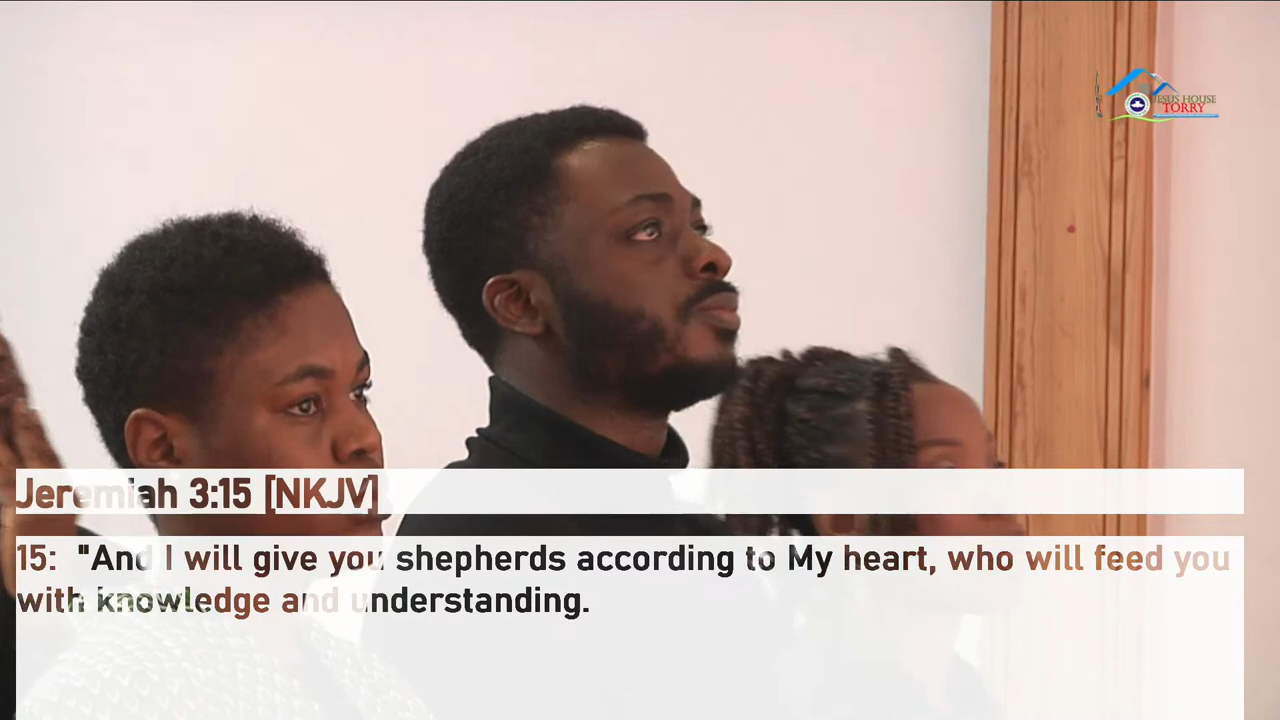 JESUS HOUSE
TORRY
Jeremiah 3:15 [NKJV]
15: "And I will give you shepherds according to My heart, who will feed you
with knowledge and understanding.